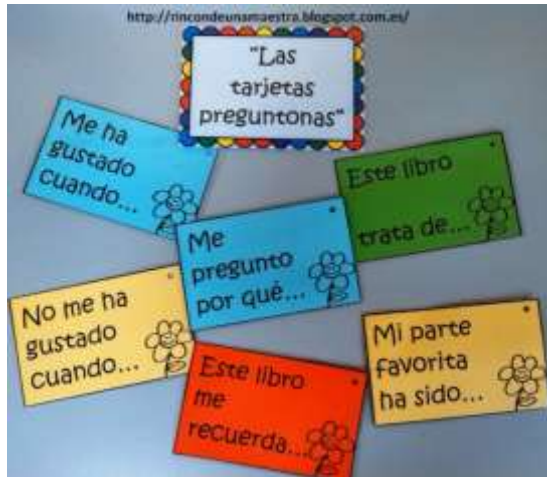 http://rincondeunamaestra.blogspot.com.es/
"Las
tarjetas
preguntonas"
Me ha
gustado
cuando...
Este libro
trata de...
Me
pregunto
por qué...
No me ha
gustado
cuando...
Mi parte
favorita
ha sido...
Este libro
me
recuerda...